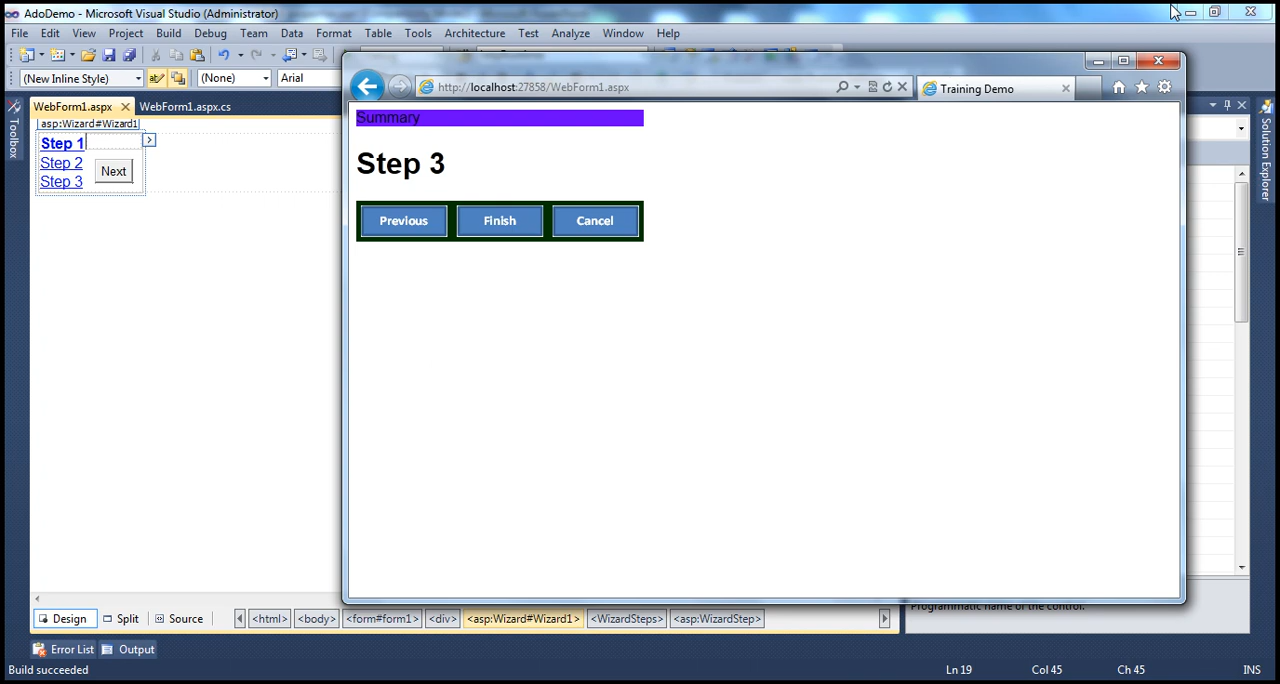 AdoDemo - Microsoft Visual Studio (Administrator)
File Edit View Project Build Debug Team Data Format Table Tools Architecture Test Analyze Window Help
(New Inline Style) (None) Arial
http://localhost:27858/WebForm1.aspx Training Demo
WebForm1.aspx WebForm1.aspx.cs
asp:Wizard#Wizard1
Toolbox
Step 1
Step 2
Step 3
Next
Summary
Step 3
Previous Finish Cancel
Solution Explorer
Programmatic name of the control.
Design Split Source <html> <body> <form#form1> <div> <asp:Wizard#Wizard1> <WizardSteps> <asp:WizardStep>
Error List Output
Build succeeded Ln 19 Col 45 Ch 45 INS